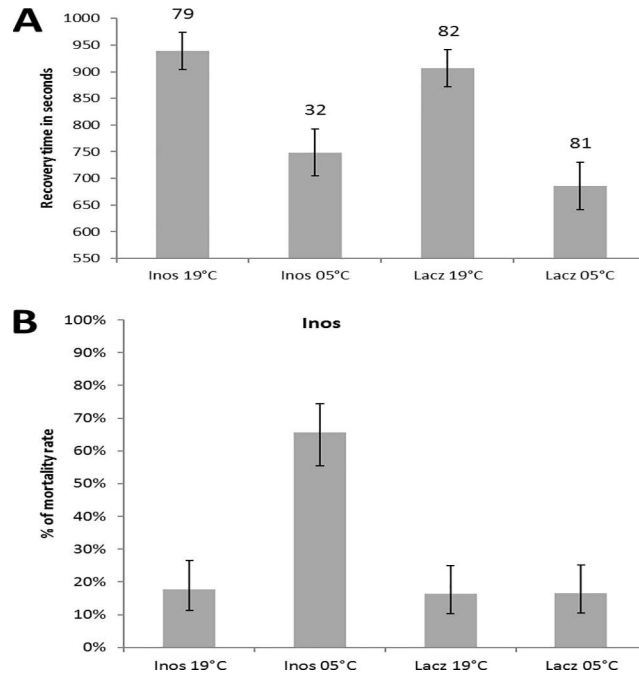 A
Recovery time in seconds
1000
950
900
850
800
750
700
650
600
550
79
32
82
81
Inos 19°C
Inos 05°C
Lacz 19°C
Lacz 05°C
B
Inos
% of mortality rate
100%
90%
80%
70%
60%
50%
40%
30%
20%
10%
0%
Inos 19°C
Inos 05°C
Lacz 19°C
Lacz 05°C